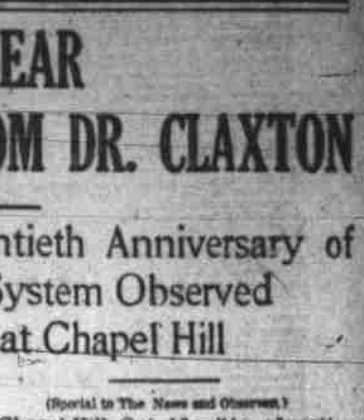 EAR
OM DR. CLAXTON
ntieth Anniversary of
System Observed
at Chapel Hill
(Special to The News and Observer.)